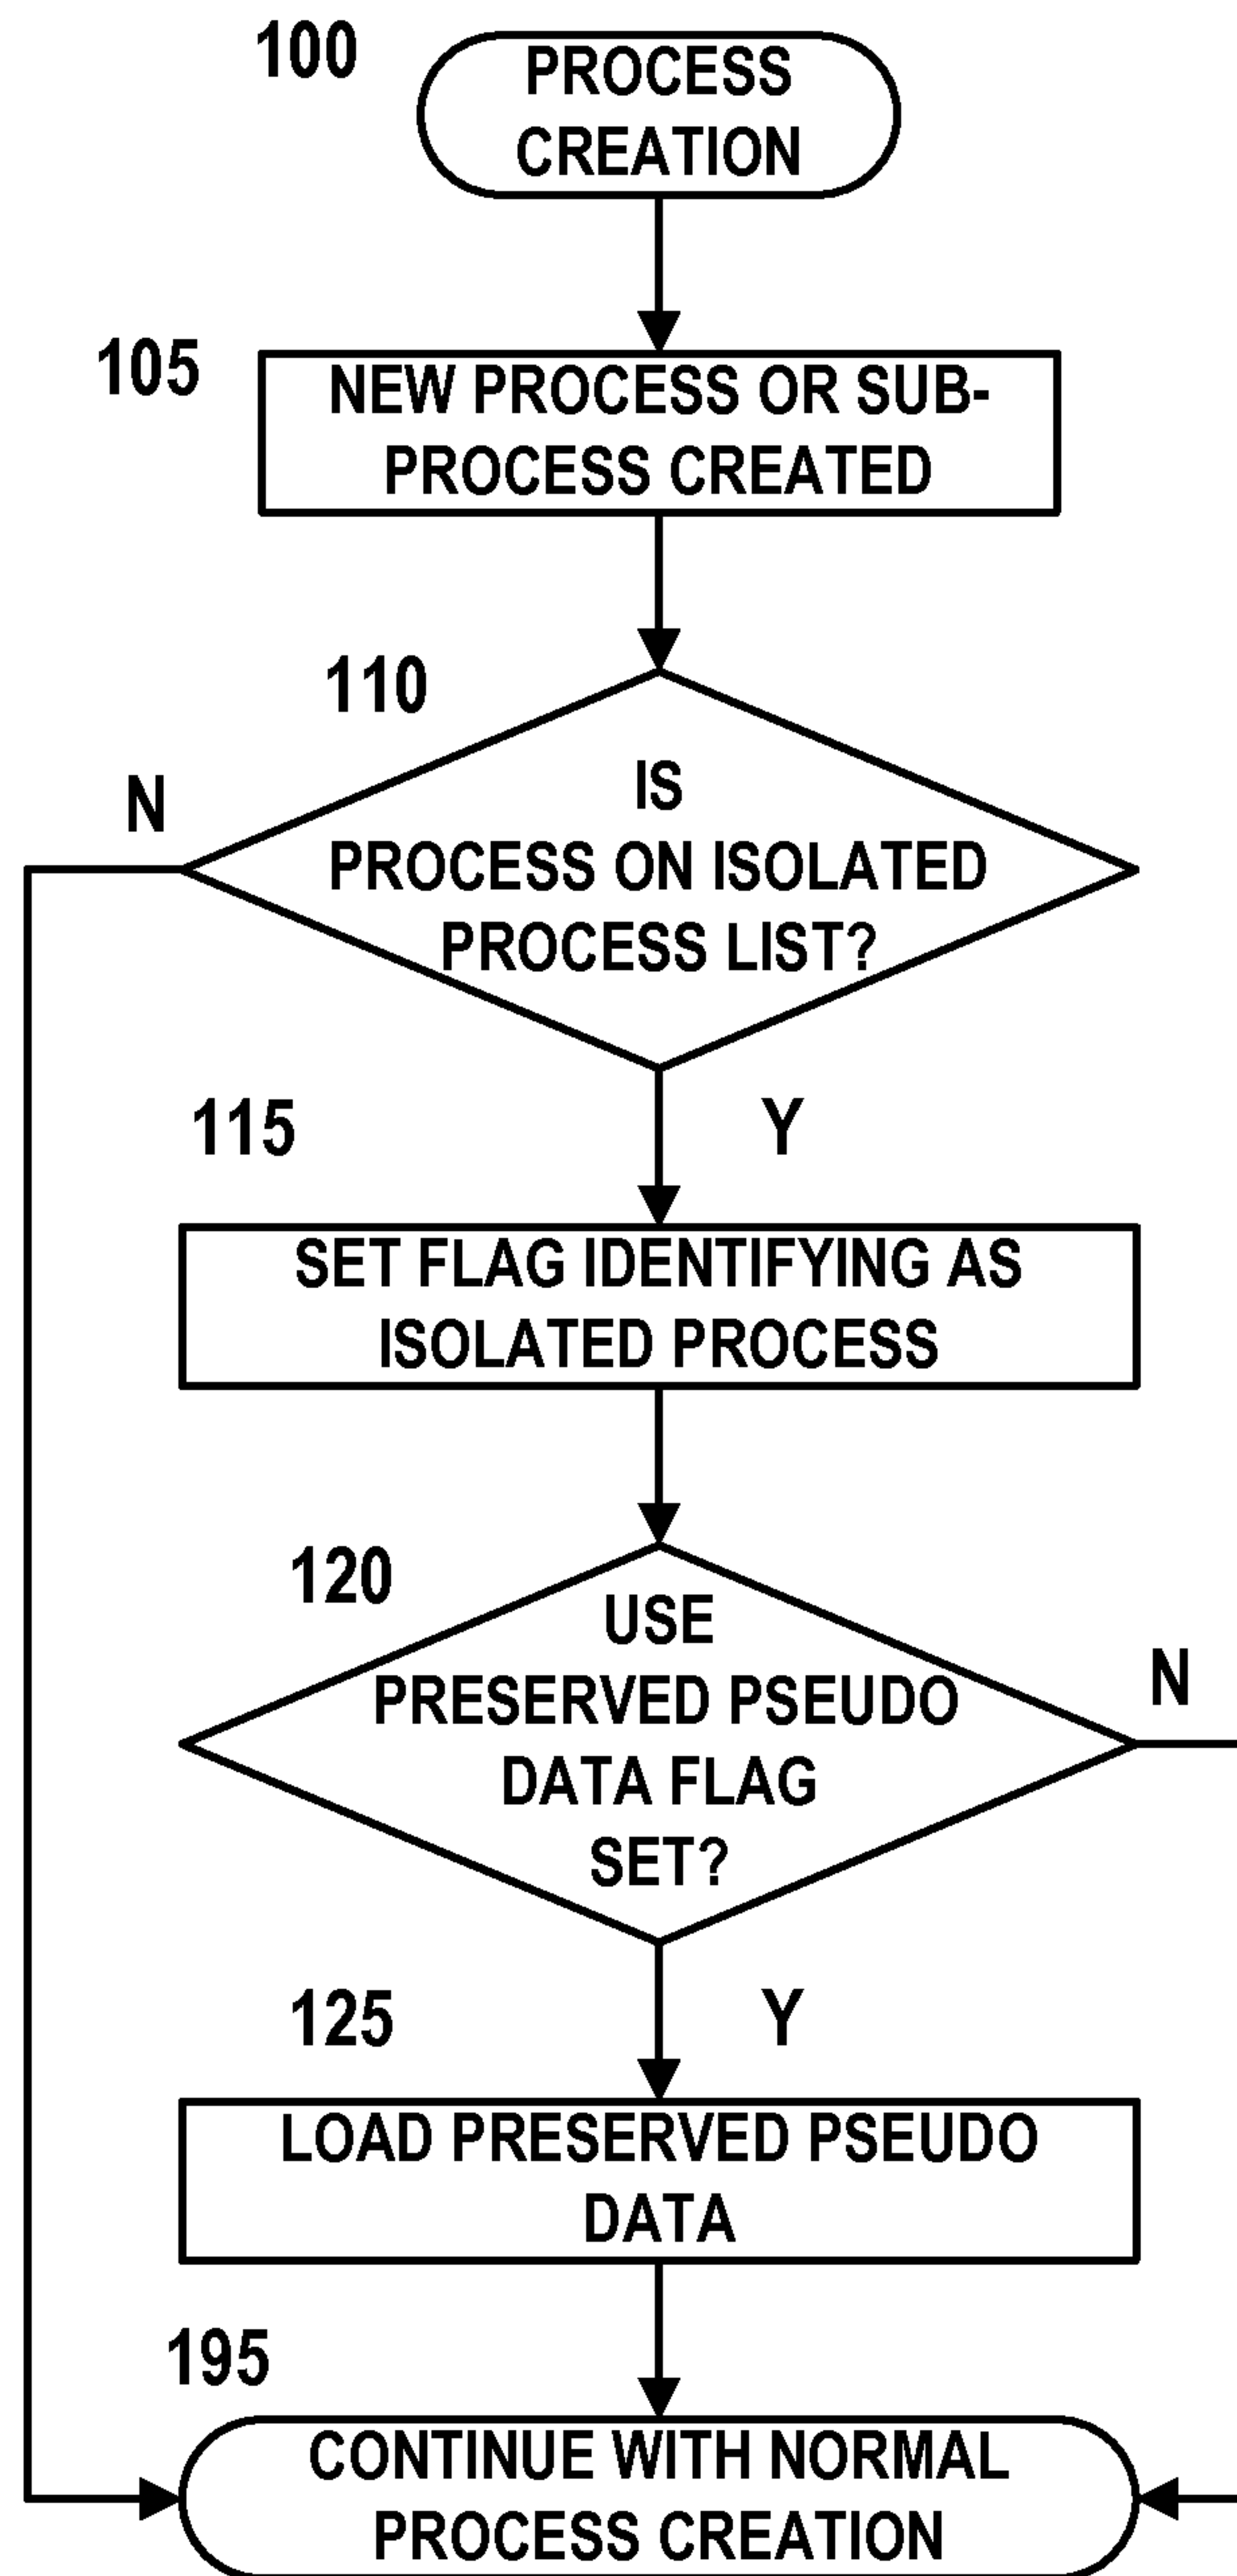 100
PROCESS
CREATION
105
NEW PROCESS OR SUB-
PROCESS CREATED
110
N
IS
PROCESS ON ISOLATED
PROCESS LIST?
115
Y
SET FLAG IDENTIFYING AS
ISOLATED PROCESS
120
USE
PRESERVED PSEUDO
DATA FLAG
SET?
N
125
Y
LOAD PRESERVED PSEUDO
DATA
195
CONTINUE WITH NORMAL
PROCESS CREATION